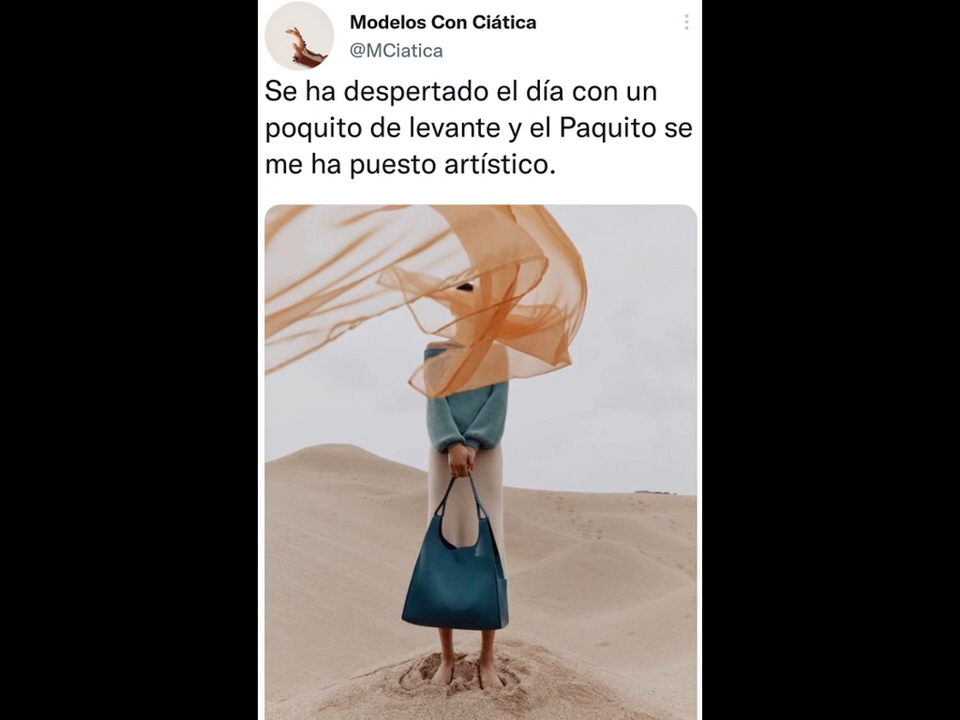 Modelos Con Ciática
@MCiatica
Se ha despertado el día con un
poquito de levante y el Paquito se
me ha puesto artístico.